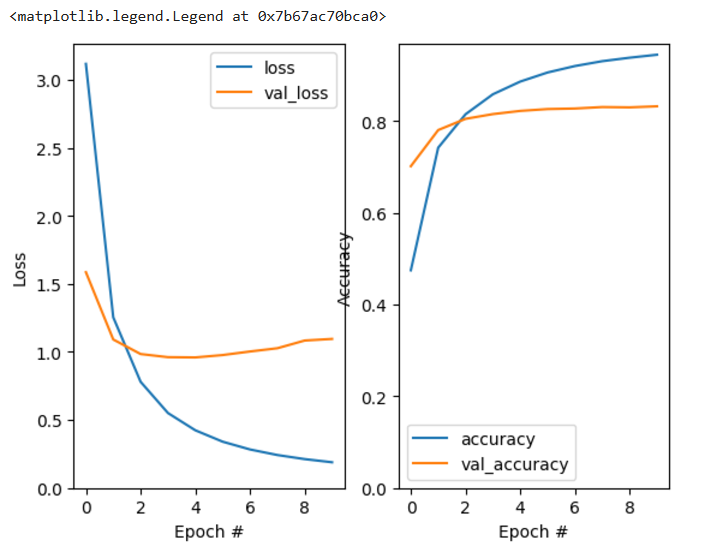 <matplotlib.legend.Legend at 0x7b67ac70bca0>
loss
val_loss
3.0
2.5
2.0
1.5
1.0
0.5
0.0
Loss
0 2 4 6 8
Epoch #
0.8
0.6
0.4
0.2
0.0
Accuracy
accuracy
val_accuracy
0 2 4 6 8
Epoch #